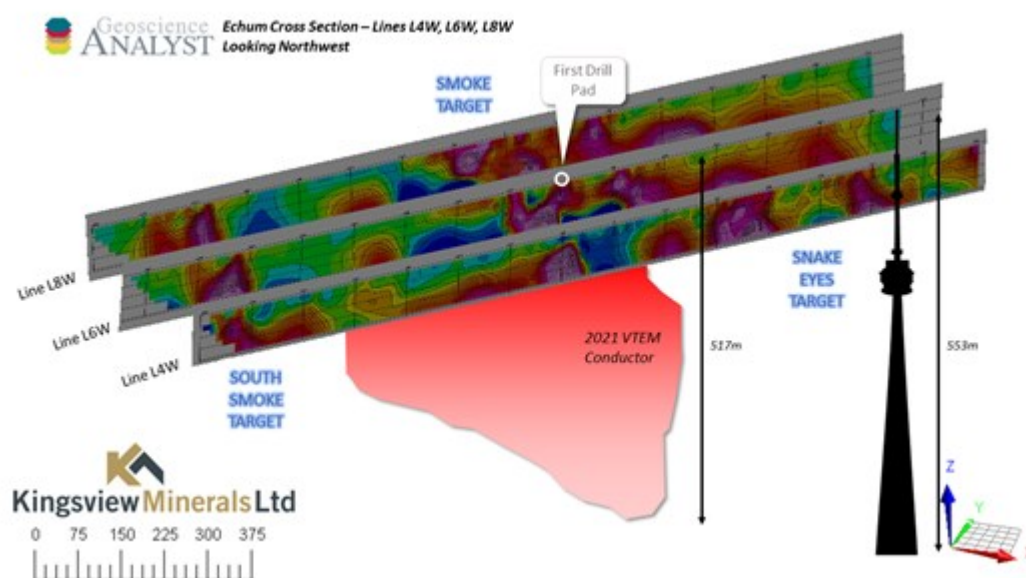 Geoscience
ANALYST
Echum Cross Section – Lines L4W, L6W, L8W
Looking Northwest
SMOKE
TARGET
First Drill
Pad
Line L8W
Line L6W
Line L4W
SNAKE
EYES
TARGET
2021 VTEM
Conductor
517m
553m
SOUTH
SMOKE
TARGET
Kingsview Minerals Ltd
0 75 150 225 300 375
Z
Y